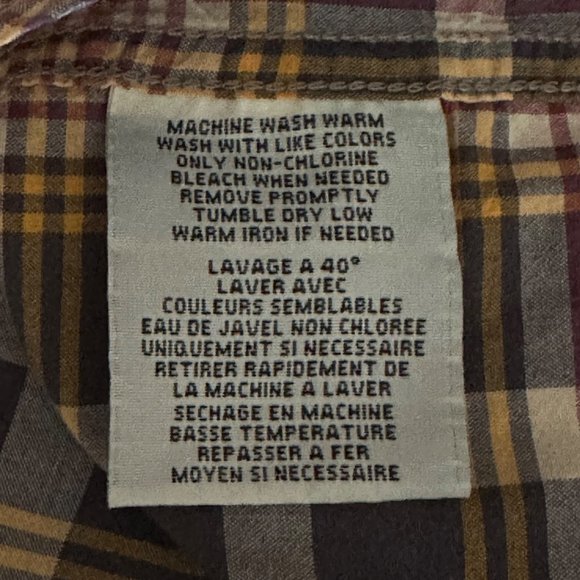 MACHINE WASH WARM
WASH WITH LIKE COLORS
ONLY NON-CHLORINE
BLEACH WHEN NEEDED
REMOVE PROMPTLY
TUMBLE DRY LOW
WARM IRON IF NEEDED
LAVAGE A 40°
LAVER AVEC
COULEURS SEMBLABLES
EAU DE JAVEL NON CHLOREE
UNIQUEMENT SI NECESSAIRE
RETIRER RAPIDEMENT DE
LA MACHINE A LAVER
SECHAGE EN MACHINE
BASSE TEMPERATURE
REPASSER A FER
MOYEN SI NECESSAIRE